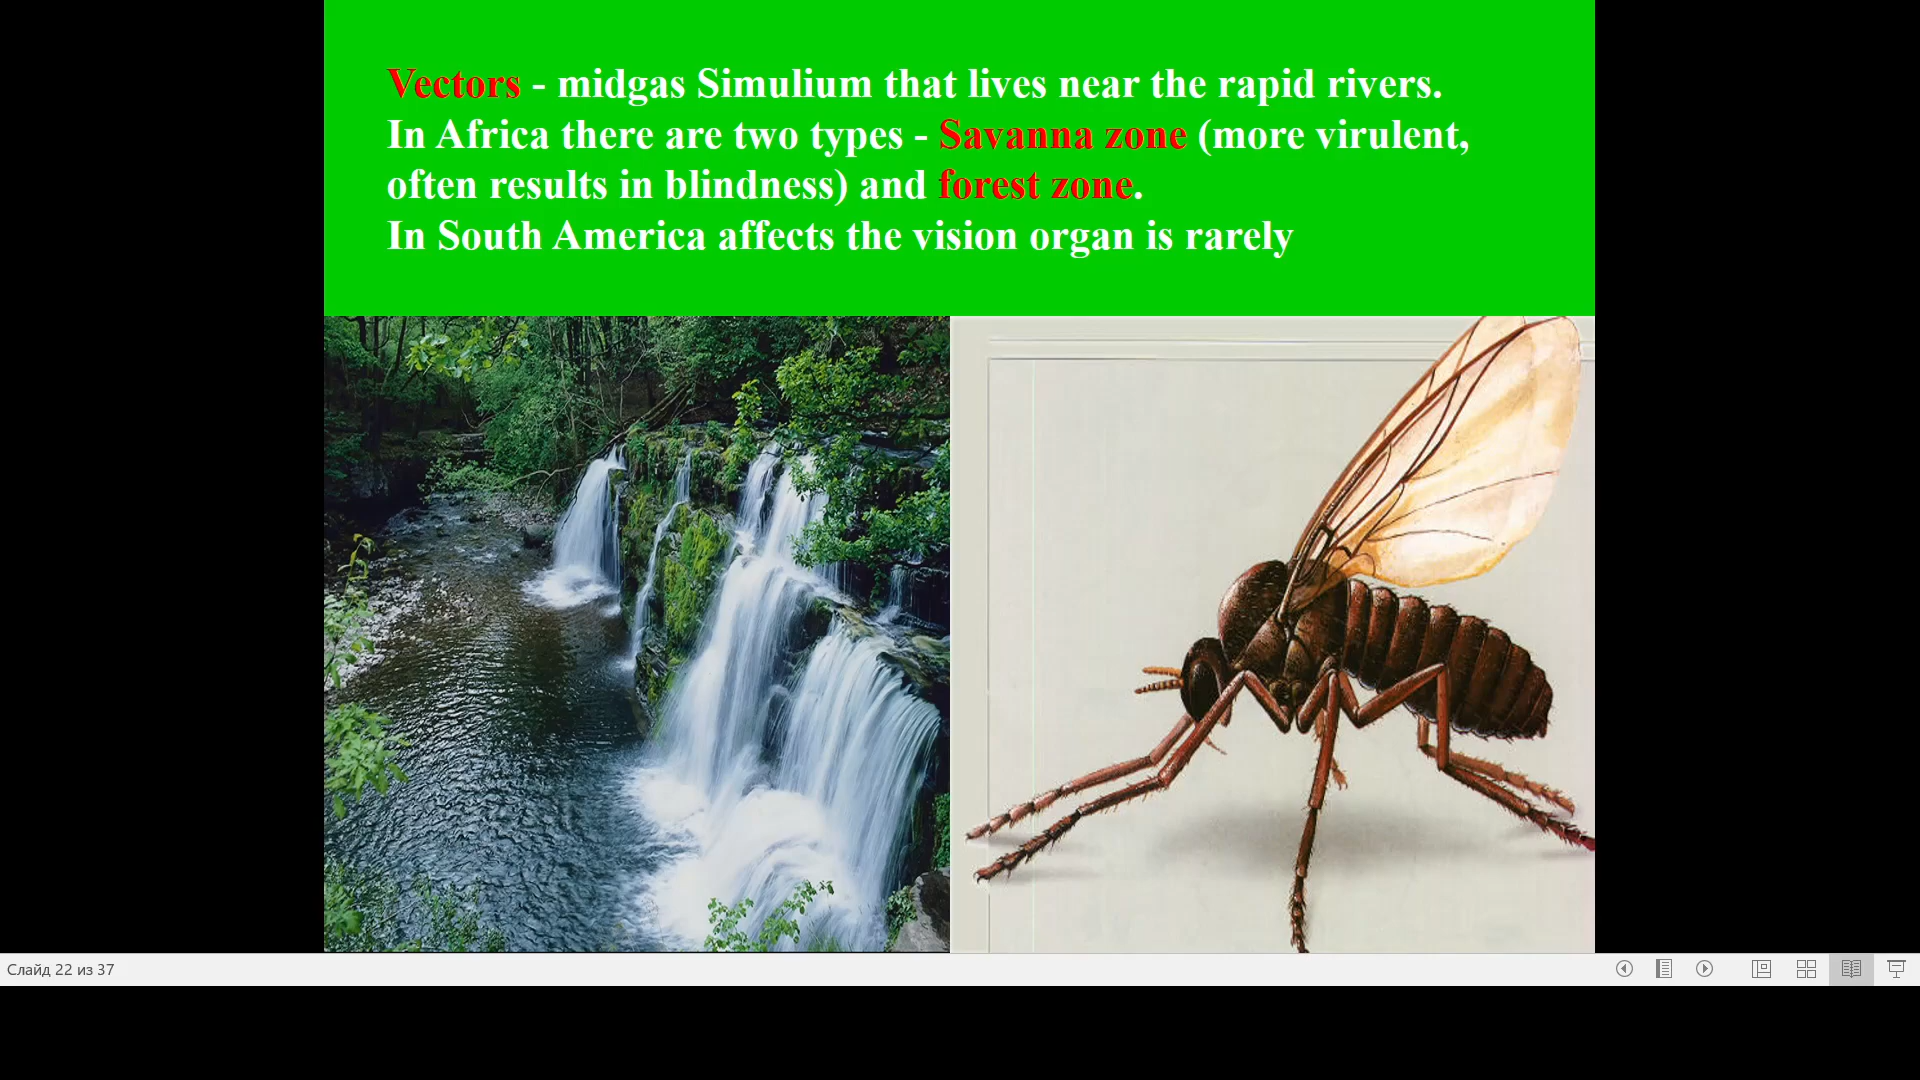 Vectors - midgas Simulium that lives near the rapid rivers.
In Africa there are two types - Savanna zone (more virulent,
often results in blindness) and forest zone.
In South America affects the vision organ is rarely
Слайд 22 из 37